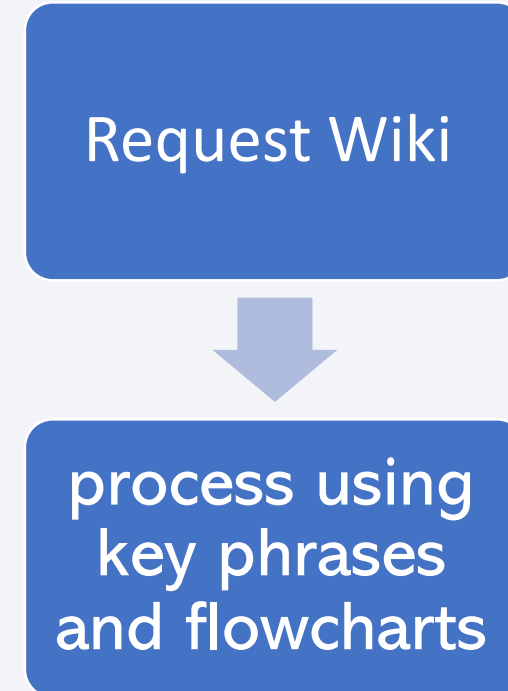 Request Wiki
process using
key phrases
and flowcharts